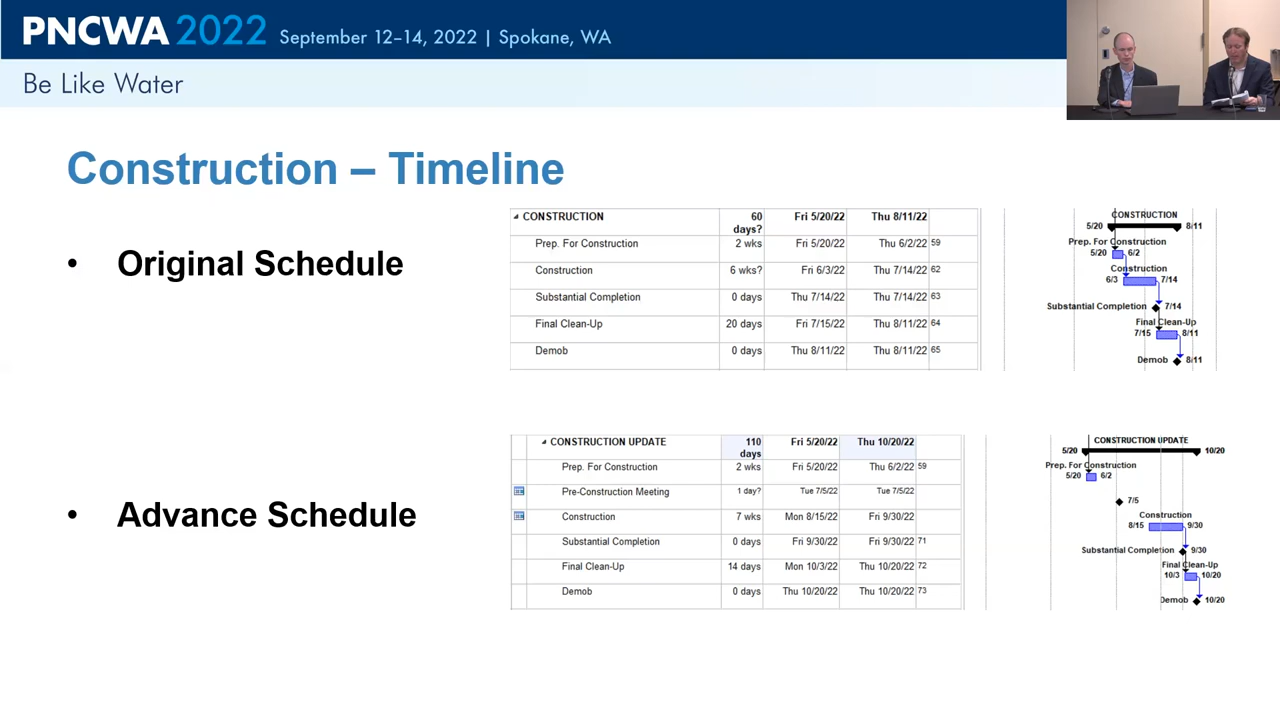 PNCWA 2022 September 12–14, 2022 | Spokane, WA
Be Like Water
Construction – Timeline
• Original Schedule
CONSTRUCTION 60 days? Fri 5/20/22 Thu 8/11/22
Prep. For Construction 2 wks Fri 5/20/22 Thu 6/2/22 59
Construction 6 wks? Fri 6/3/22 Thu 7/14/22 62
Substantial Completion 0 days Thu 7/14/22 Thu 7/14/22 63
Final Clean-Up 20 days Fri 7/15/22 Thu 8/11/22 64
Demob 0 days Thu 8/11/22 Thu 8/11/22 65
CONSTRUCTION
5/20 8/11
Prep. For Construction
5/20 6/2
Construction
6/3 7/14
Substantial Completion 7/14
Final Clean-Up
7/15 8/11
Demob 8/11
• Advance Schedule
CONSTRUCTION UPDATE 110 days Fri 5/20/22 Thu 10/20/22
Prep. For Construction 2 wks Fri 5/20/22 Thu 6/2/22 59
Pre-Construction Meeting 1 day? Tue 7/5/22 Tue 7/5/22
Construction 7 wks Mon 8/15/22 Fri 9/30/22
Substantial Completion 0 days Fri 9/30/22 Fri 9/30/22 71
Final Clean-Up 14 days Mon 10/3/22 Thu 10/20/22 72
Demob 0 days Thu 10/20/22 Thu 10/20/22 73
CONSTRUCTION UPDATE
5/20 10/20
Prep. For Construction
5/20 6/2
7/5
Construction
8/15 9/30
Substantial Completion 9/30
Final Clean-Up
10/3 10/20
Demob 10/20